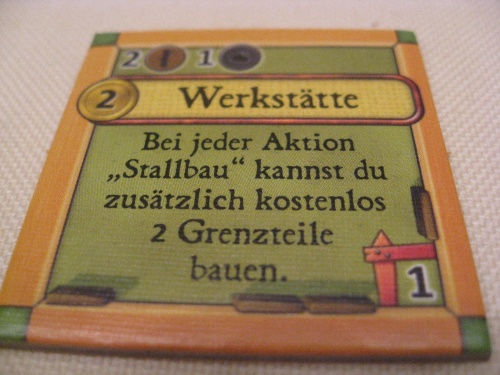 2 1
2 Werkstätte
Bei jeder Aktion
„Stallbau“ kannst du
zusätzlich kostenlos
2 Grenzteile
bauen.
1